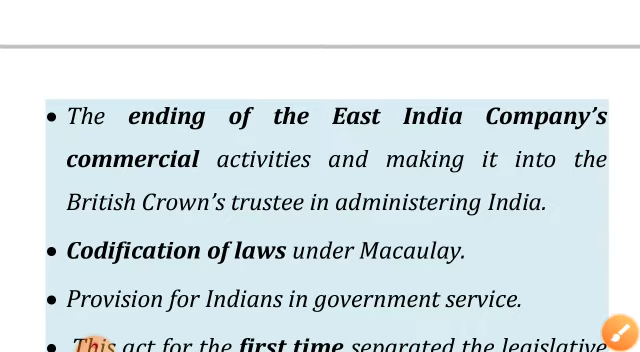 • The ending of the East India Company’s
commercial activities and making it into the
British Crown’s trustee in administering India.
• Codification of laws under Macaulay.
• Provision for Indians in government service.
• This act for the first time separated the legislative